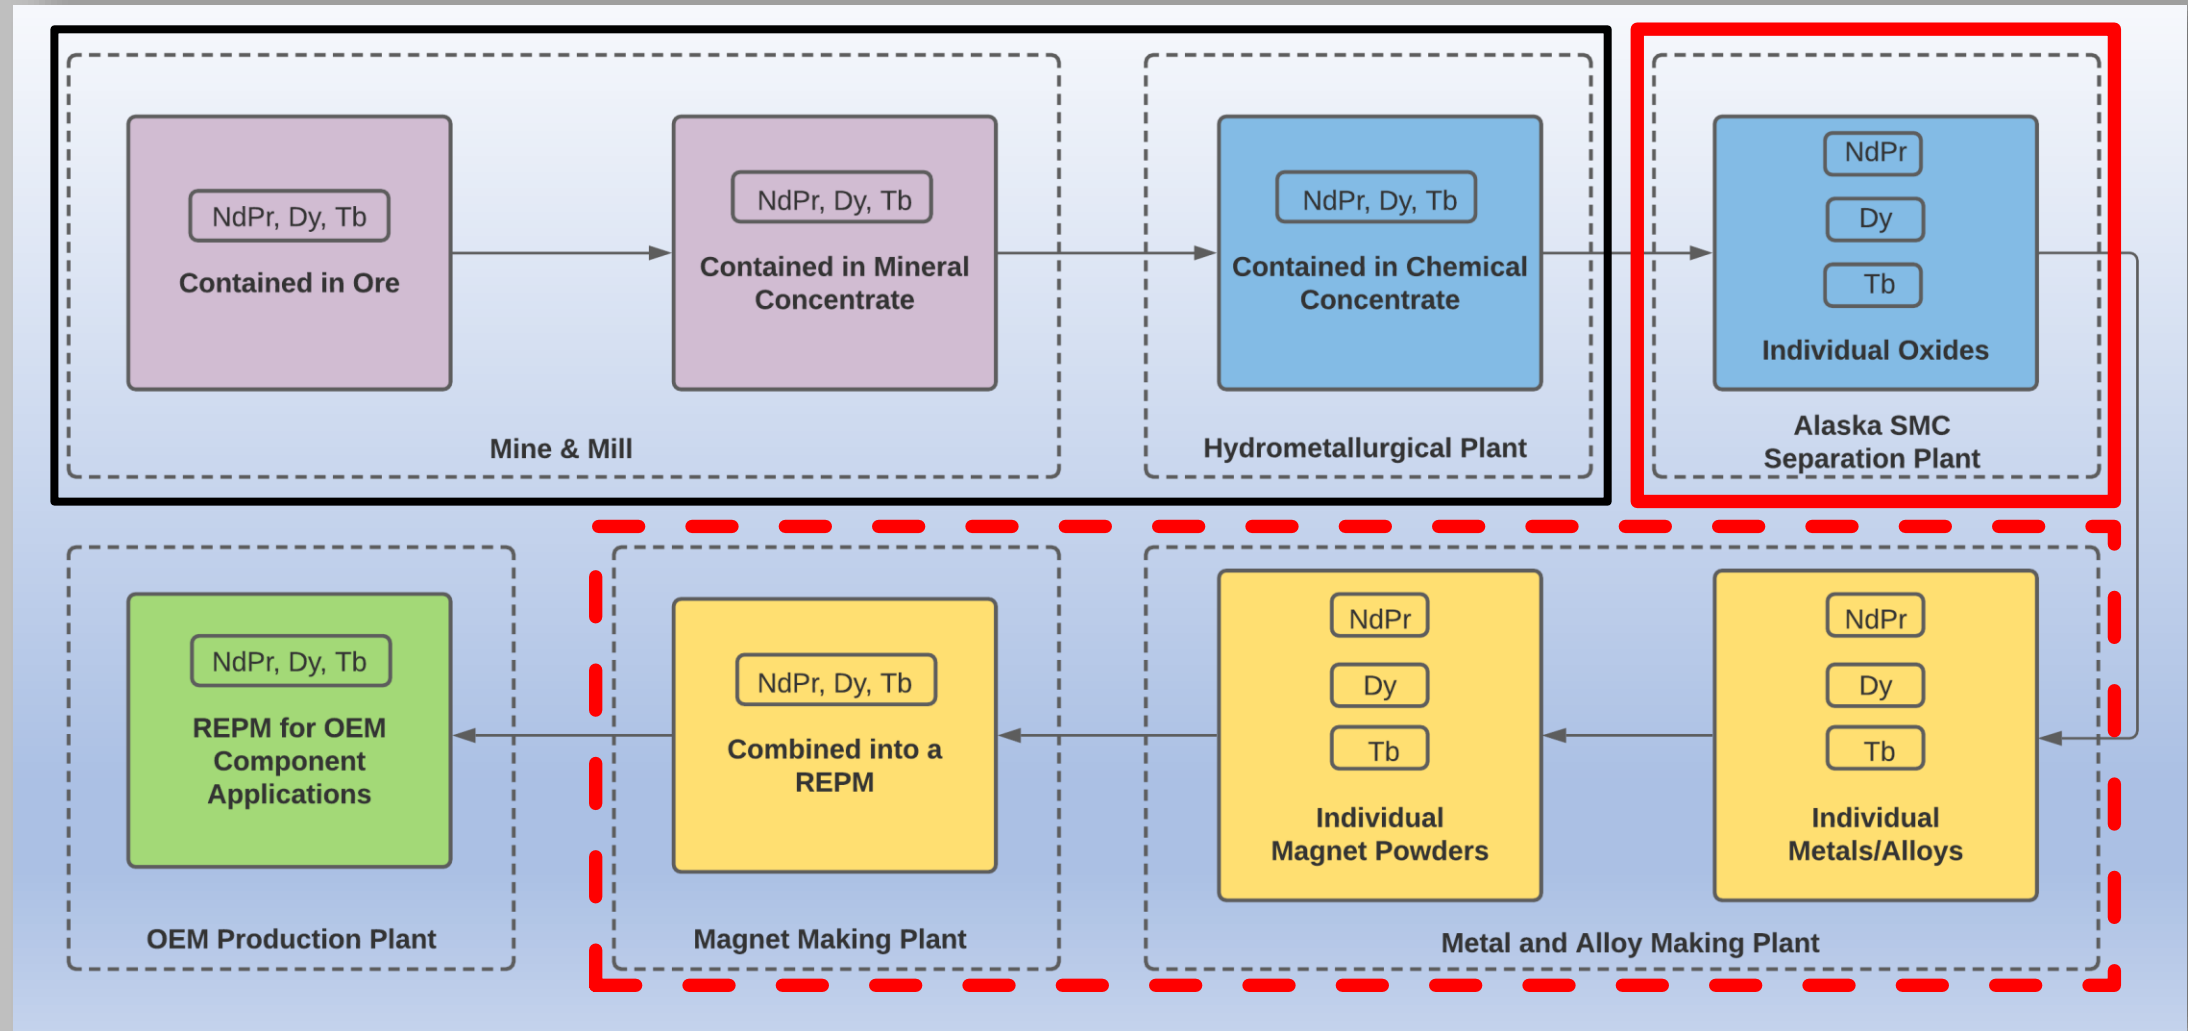 NdPr, Dy, Tb
Contained in Ore
NdPr, Dy, Tb
Contained in Mineral
Concentrate
Mine & Mill
NdPr, Dy, Tb
Contained in Chemical
Concentrate
Hydrometallurgical Plant
NdPr
Dy
Tb
Individual Oxides
Alaska SMC
Separation Plant
NdPr, Dy, Tb
REPM for OEM
Component
Applications
OEM Production Plant
NdPr, Dy, Tb
Combined into a
REPM
Magnet Making Plant
NdPr
Dy
Tb
Individual
Magnet Powders
NdPr
Dy
Tb
Individual
Metals/Alloys
Metal and Alloy Making Plant